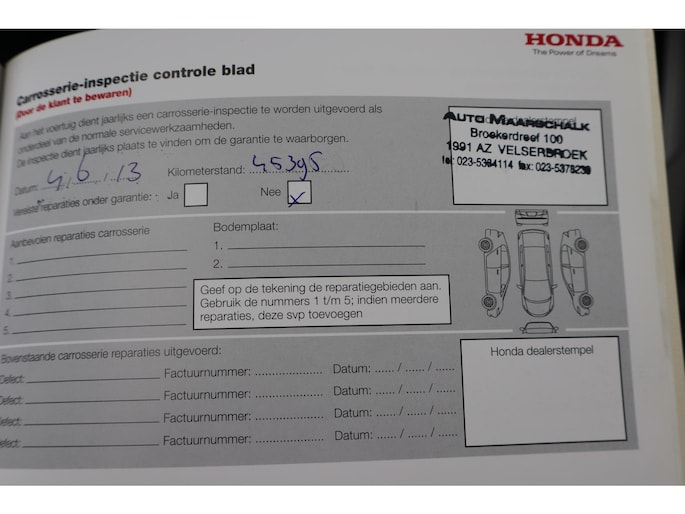 HONDA
The Power of Dreams
Carrosserie-inspectie controle blad
(Door de klant te bewaren)
Aan het voertuig dient jaarlijks een carrosserie-inspectie te worden uitgevoerd als
onderdeel van de normale servicewerkzaamheden.
De inspectie dient jaarlijks plaats te vinden om de garantie te waarborgen.
Datum: 4, 6, 13 Kilometerstand: 45395
Vereiste reparaties onder garantie: Ja Nee x
AUTO MAARSCHALK
Broekerdreef 100
1991 AZ VELSERBROEK
tel: 023-5384114 fax: 023-5378239
Aanbevolen reparaties carrosserie
1.
2.
3.
4.
5.
Bodemplaat:
1.
2.
Geef op de tekening de reparatiegebieden aan.
Gebruik de nummers 1 t/m 5; indien meerdere
reparaties, deze svp toevoegen
Bovenstaande carrosserie reparaties uitgevoerd:
Defect: Factuurnummer: .................... Datum: ...... / ...... / ......
Defect: Factuurnummer: .................... Datum: ...... / ...... / ......
Defect: Factuurnummer: .................... Datum: ...... / ...... / ......
Defect: Factuurnummer: .................... Datum: ...... / ...... / ......
Honda dealerstempel